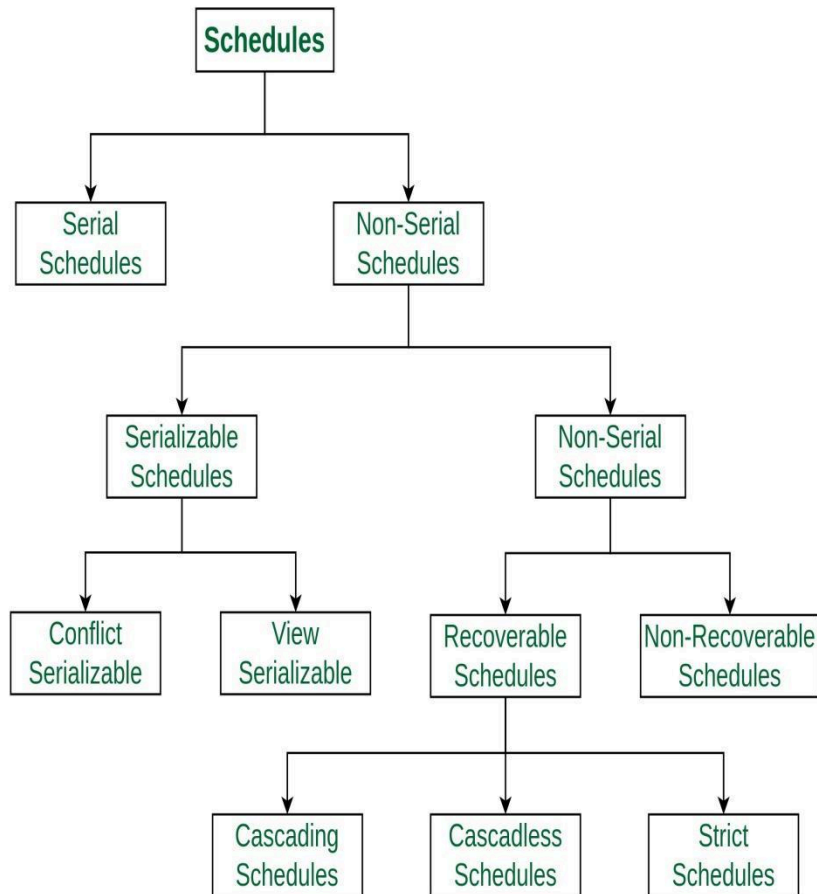 Schedules
Serial
Schedules
Non-Serial
Schedules
Serializable
Schedules
Non-Serial
Schedules
Conflict
Serializable
View
Serializable
Recoverable
Schedules
Non-Recoverable
Schedules
Cascading
Schedules
Cascadless
Schedules
Strict
Schedules